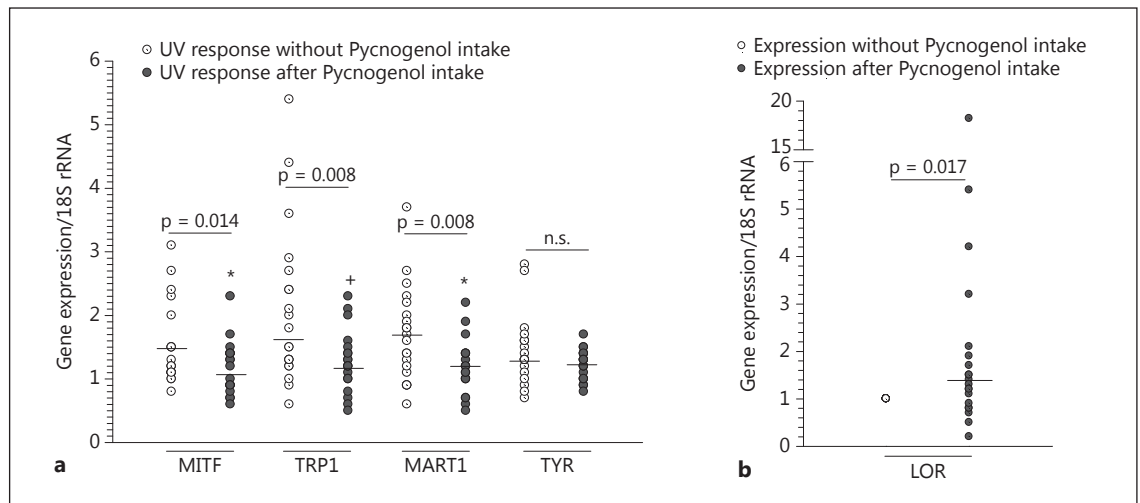 UV response without Pycnogenol intake
UV response after Pycnogenol intake
Gene expression/18S rRNA
6
5
4
3
2
1
0
p = 0.014
*
p = 0.008
+
p = 0.008
*
n.s.
MITF
TRP1
MART1
TYR
a
Expression without Pycnogenol intake
Expression after Pycnogenol intake
Gene expression/18S rRNA
20
15
6
5
4
3
2
1
0
p = 0.017
LOR
b